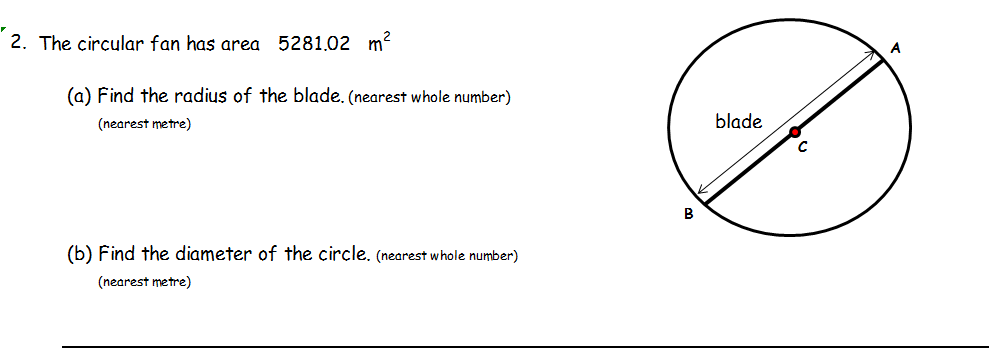 2. The circular fan has area 5281.02 m²
(a) Find the radius of the blade. (nearest whole number)
(nearest metre)
A
blade
C
B
(b) Find the diameter of the circle. (nearest whole number)
(nearest metre)